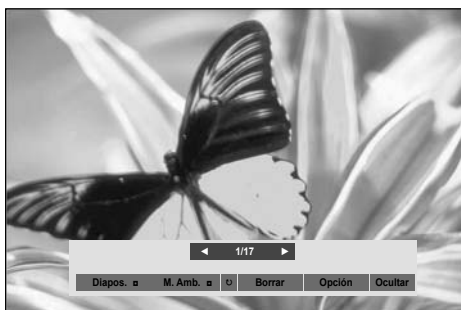 ◄ 1/17 ►
Diapos. M. Amb. ↻ Borrar Opción Ocultar